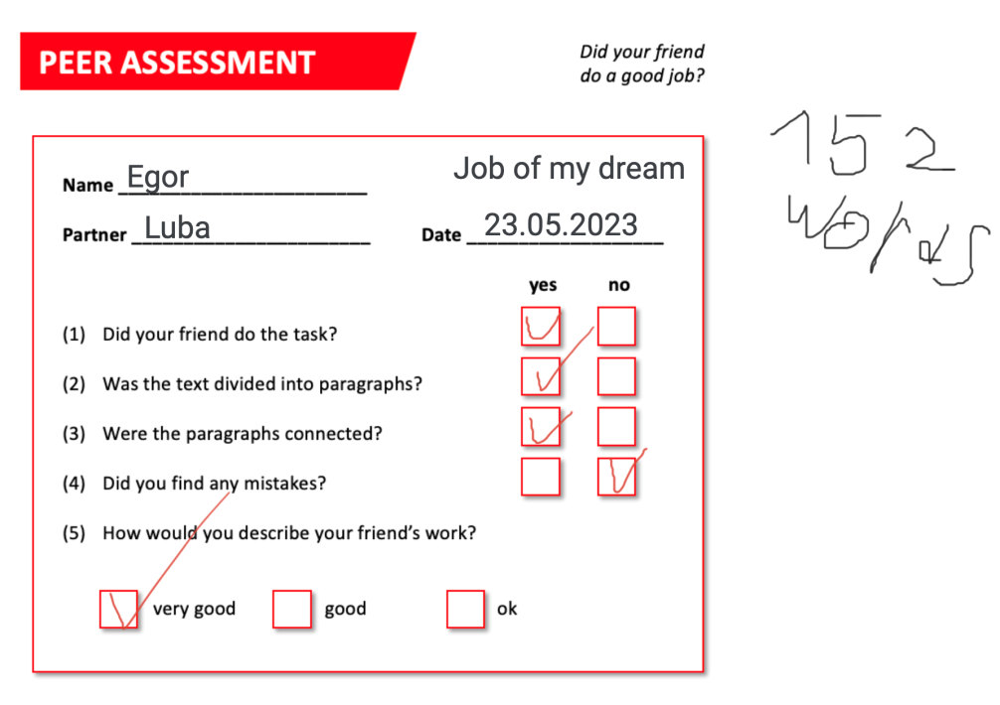 PEER ASSESSMENT
Did your friend
do a good job?
Name Egor
Job of my dream
Partner Luba
Date 23.05.2023
152
words
yes no
(1) Did your friend do the task?
(2) Was the text divided into paragraphs?
(3) Were the paragraphs connected?
(4) Did you find any mistakes?
(5) How would you describe your friend's work?
very good good ok